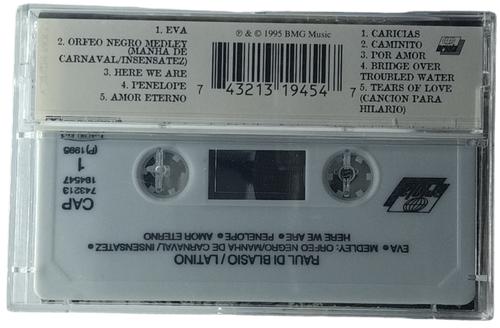 1. EVA
2. ORFEO NEGRO MEDLEY
(MANHA DE
CARNAVAL/INSENSATEZ)
3. HERE WE ARE
4. PENELOPE
5. AMOR ETERNO
℗ & © 1995 BMG Music
7 43213 19454 7
1. CARICIAS
2. CAMINITO
3. POR AMOR
4. BRIDGE OVER
TROUBLED WATER
5. TEARS OF LOVE
(CANCION PARA
HILARIO)
RAUL DI BLASIO / LATINO
EVA ● MEDLEY: ORFEO NEGRO/MANHA DE CARNAVAL/ INSENSATEZ ●
HERE WE ARE ● PENELOPE ● AMOR ETERNO
CAP
743213
194547
1
(P)1995